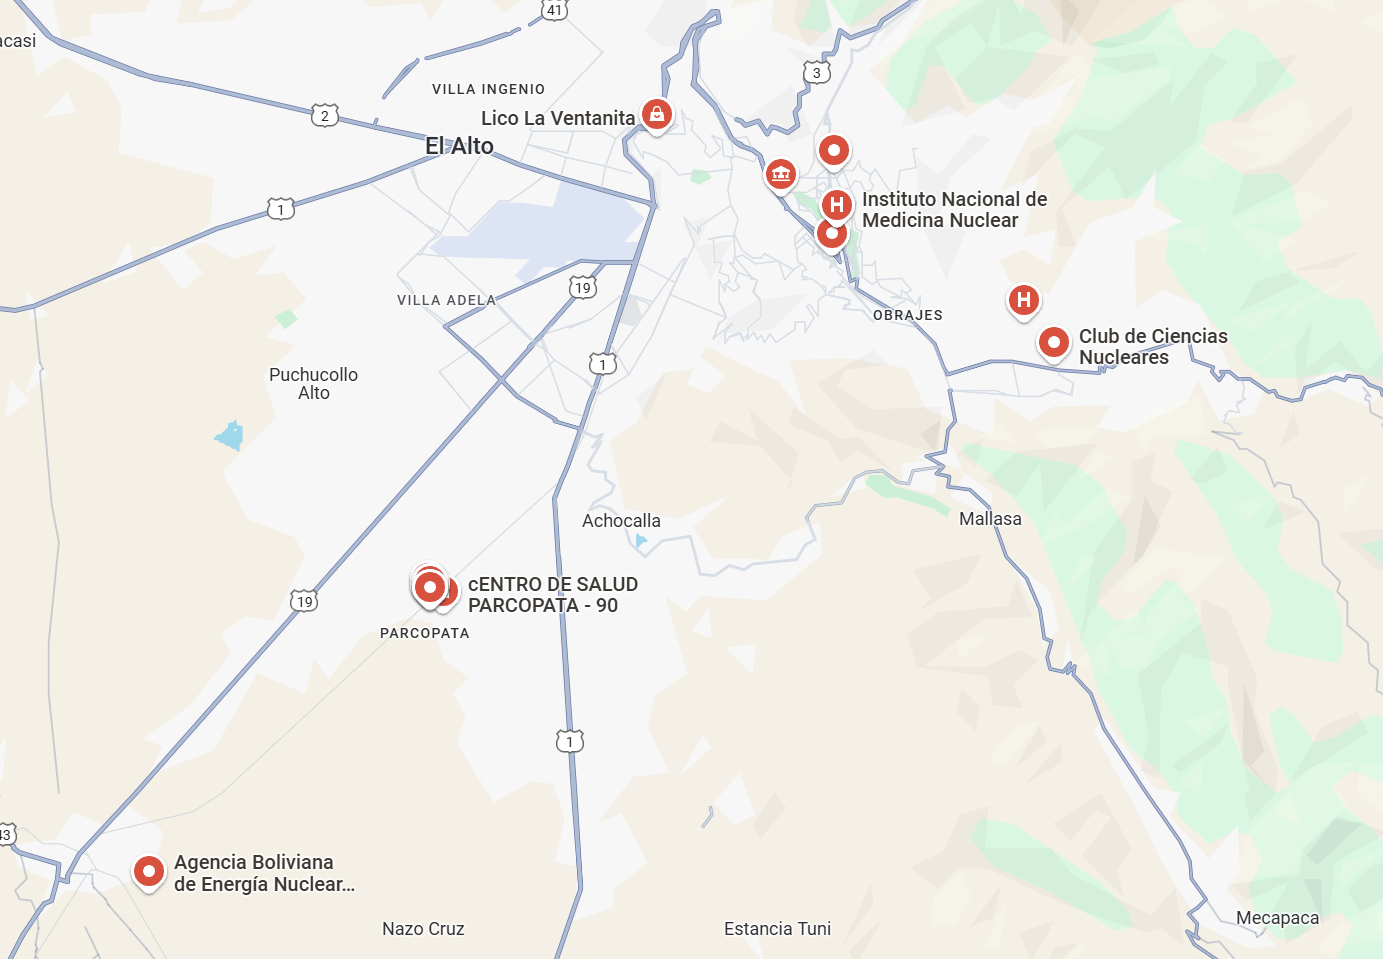 41
acasi
3
VILLA INGENIO
2
Lico La Ventanita
El Alto
Instituto Nacional de
Medicina Nuclear
H
1
19
VILLA ADELA
H
OBRAJES
Club de Ciencias
Nucleares
1
Puchucollo
Alto
Achocalla
Mallasa
cENTRO DE SALUD
PARCOPATA - 90
19
PARCOPATA
1
43
Agencia Boliviana
de Energía Nuclear...
Nazo Cruz
Estancia Tuni
Mecapaca